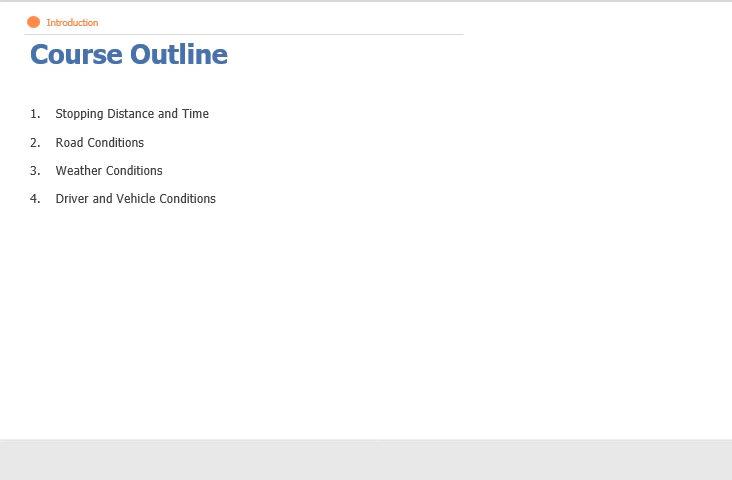 Introduction
Course Outline
1. Stopping Distance and Time
2. Road Conditions
3. Weather Conditions
4. Driver and Vehicle Conditions